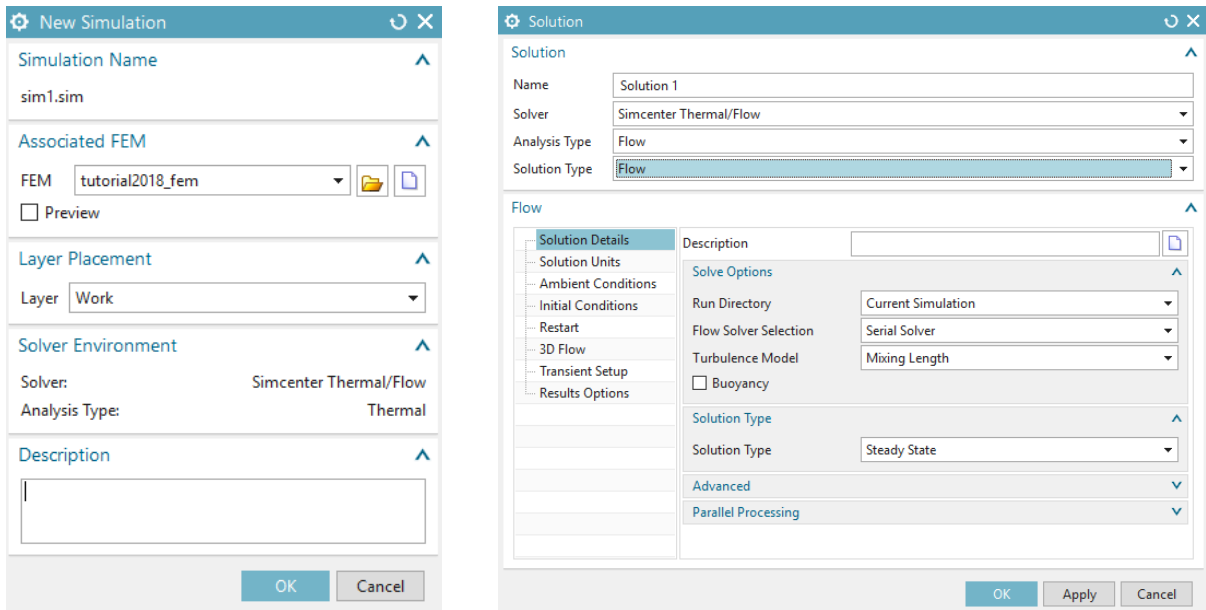 New Simulation
Simulation Name
sim1.sim
Associated FEM
FEM tutorial2018_fem
Preview
Layer Placement
Layer Work
Solver Environment
Solver: Simcenter Thermal/Flow
Analysis Type: Thermal
Description
OK Cancel
Solution
Solution
Name Solution 1
Solver Simcenter Thermal/Flow
Analysis Type Flow
Solution Type Flow
Flow
Solution Details
Solution Units
Ambient Conditions
Initial Conditions
Restart
3D Flow
Transient Setup
Results Options
Description
Solve Options
Run Directory Current Simulation
Flow Solver Selection Serial Solver
Turbulence Model Mixing Length
Buoyancy
Solution Type
Solution Type Steady State
Advanced
Parallel Processing
OK Apply Cancel